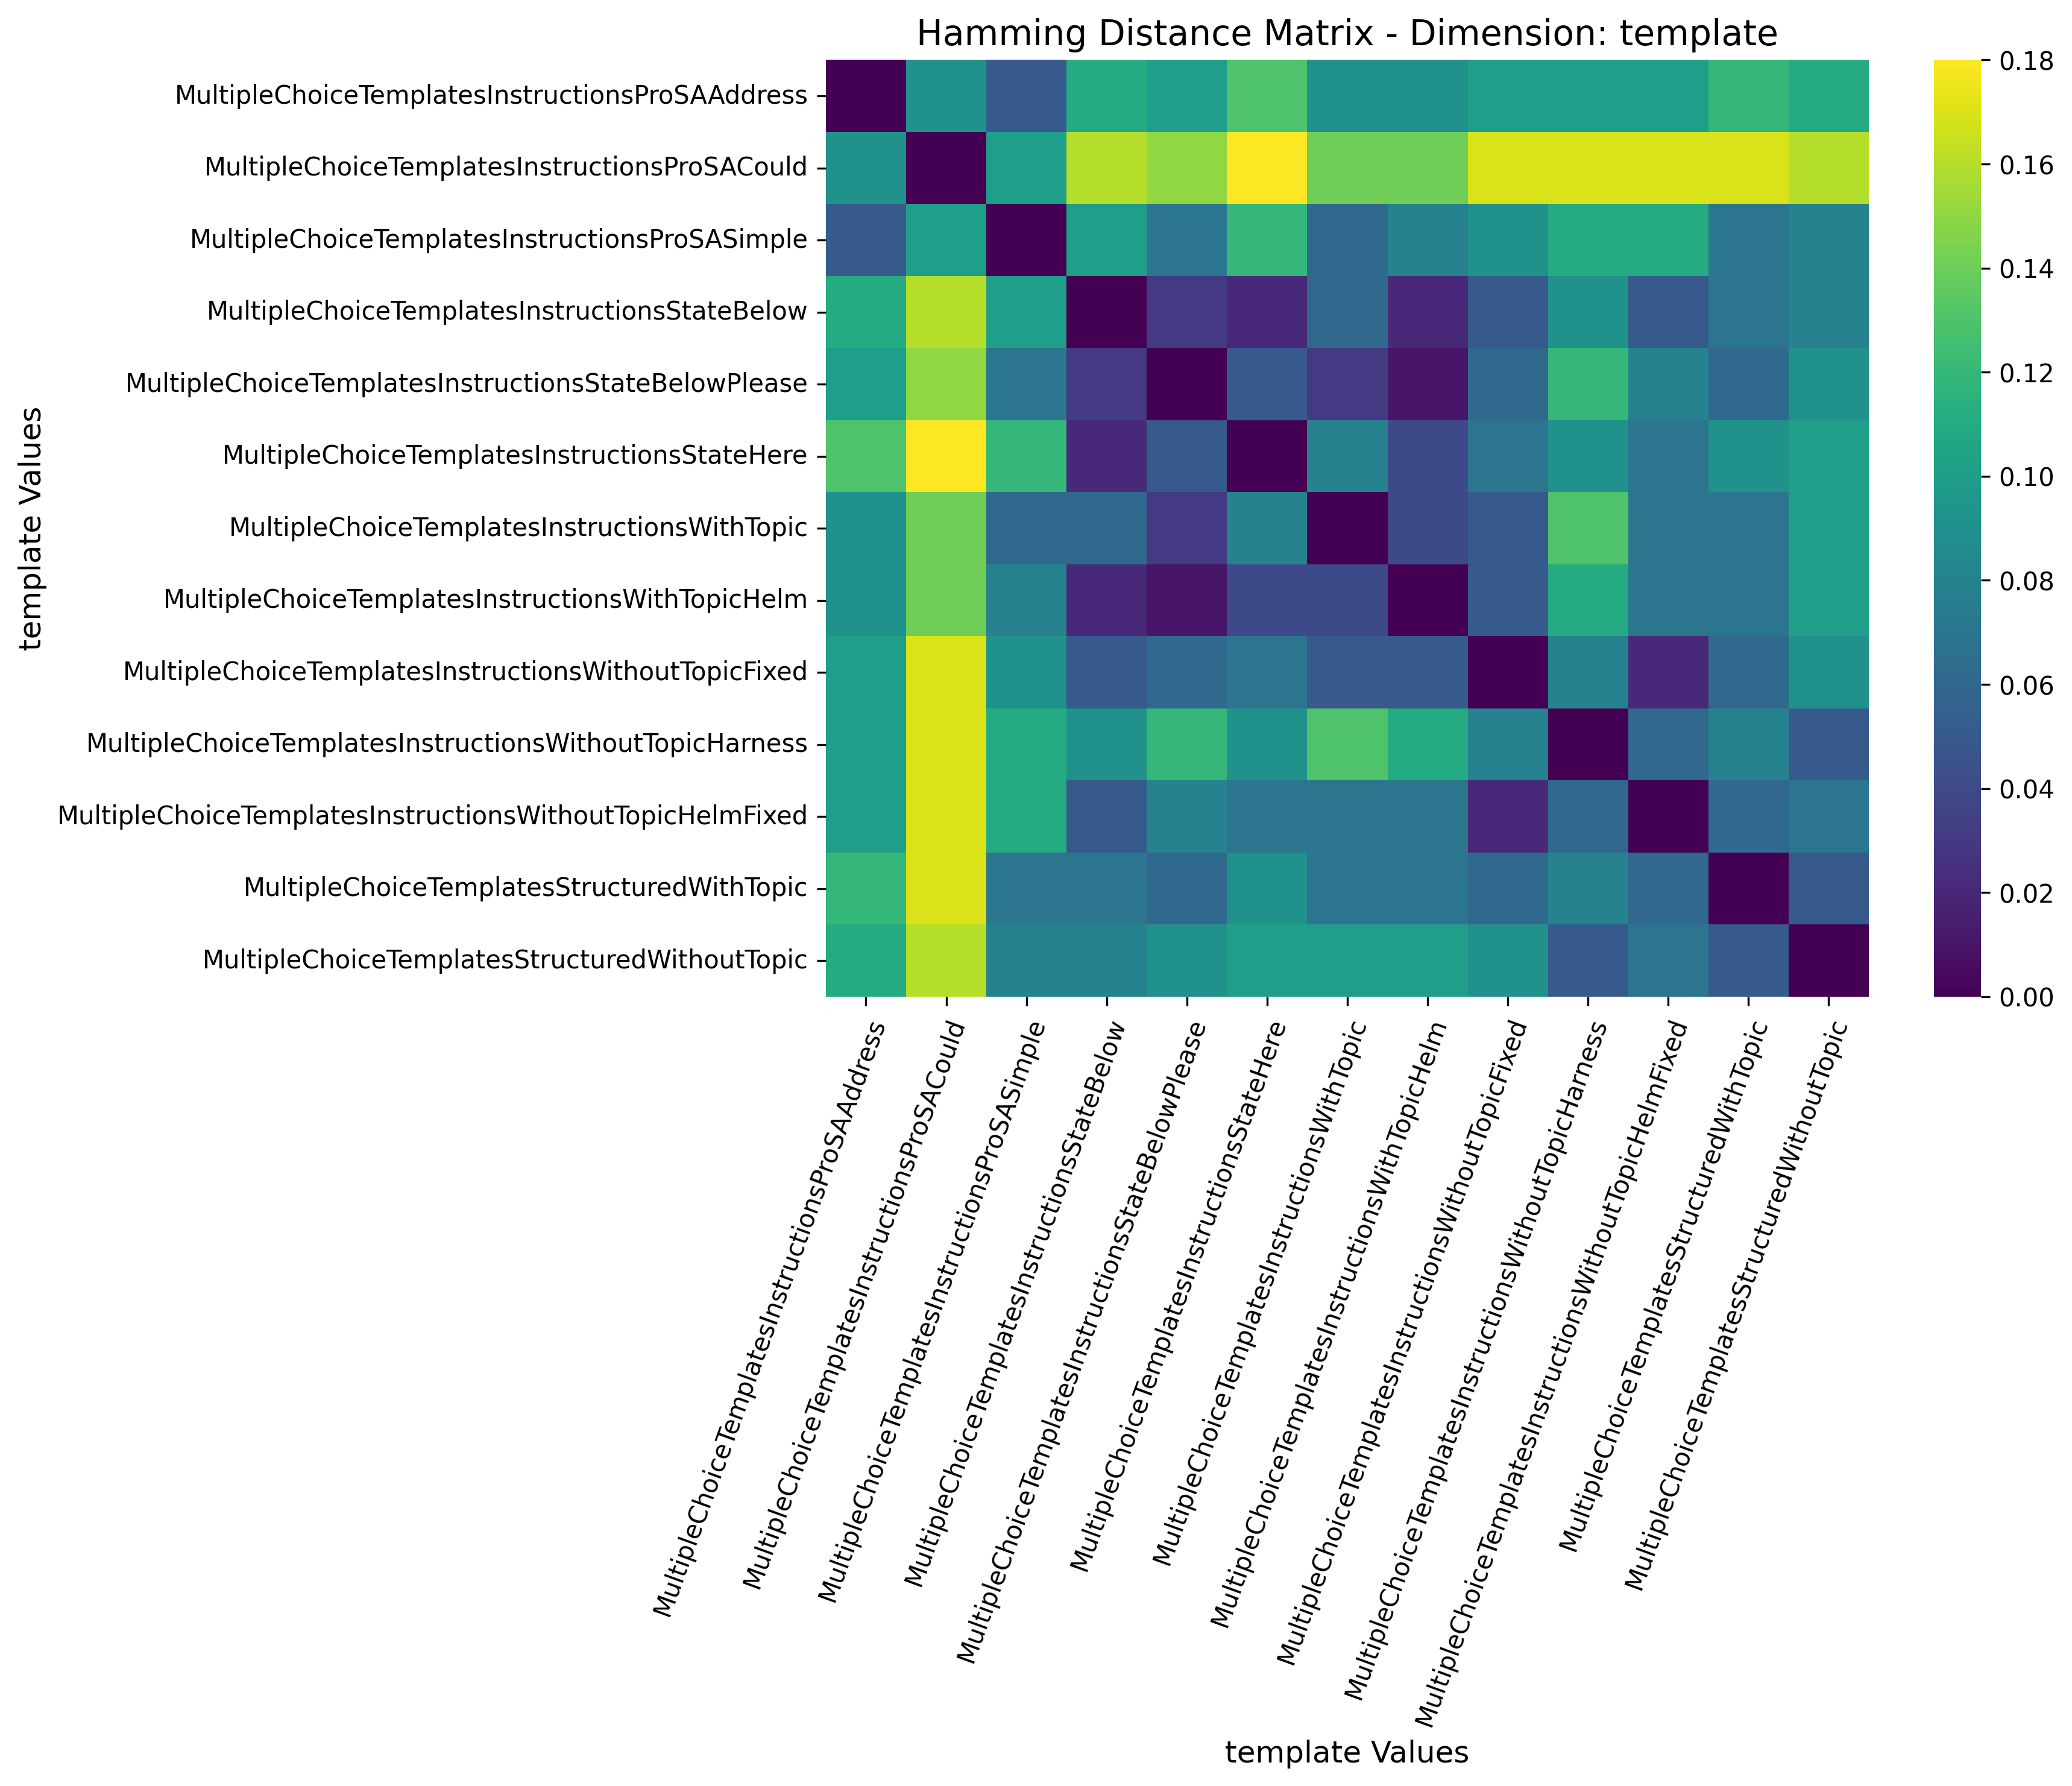 Hamming Distance Matrix - Dimension: template
template Values
MultipleChoiceTemplatesInstructionsProSAAddress
MultipleChoiceTemplatesInstructionsProSACould
MultipleChoiceTemplatesInstructionsProSASimple
MultipleChoiceTemplatesInstructionsStateBelow
MultipleChoiceTemplatesInstructionsStateBelowPlease
MultipleChoiceTemplatesInstructionsStateHere
MultipleChoiceTemplatesInstructionsWithTopic
MultipleChoiceTemplatesInstructionsWithTopicHelm
MultipleChoiceTemplatesInstructionsWithoutTopicFixed
MultipleChoiceTemplatesInstructionsWithoutTopicHarness
MultipleChoiceTemplatesInstructionsWithoutTopicHelmFixed
MultipleChoiceTemplatesStructuredWithTopic
MultipleChoiceTemplatesStructuredWithoutTopic
0.18
0.16
0.14
0.12
0.10
0.08
0.06
0.04
0.02
0.00
MultipleChoiceTemplatesInstructionsProSAAddress
MultipleChoiceTemplatesInstructionsProSACould
MultipleChoiceTemplatesInstructionsProSASimple
MultipleChoiceTemplatesInstructionsStateBelow
MultipleChoiceTemplatesInstructionsStateBelowPlease
MultipleChoiceTemplatesInstructionsStateHere
MultipleChoiceTemplatesInstructionsWithTopic
MultipleChoiceTemplatesInstructionsWithTopicHelm
MultipleChoiceTemplatesInstructionsWithoutTopicFixed
MultipleChoiceTemplatesInstructionsWithoutTopicHarness
MultipleChoiceTemplatesInstructionsWithoutTopicHelmFixed
MultipleChoiceTemplatesStructuredWithTopic
MultipleChoiceTemplatesStructuredWithoutTopic
template Values